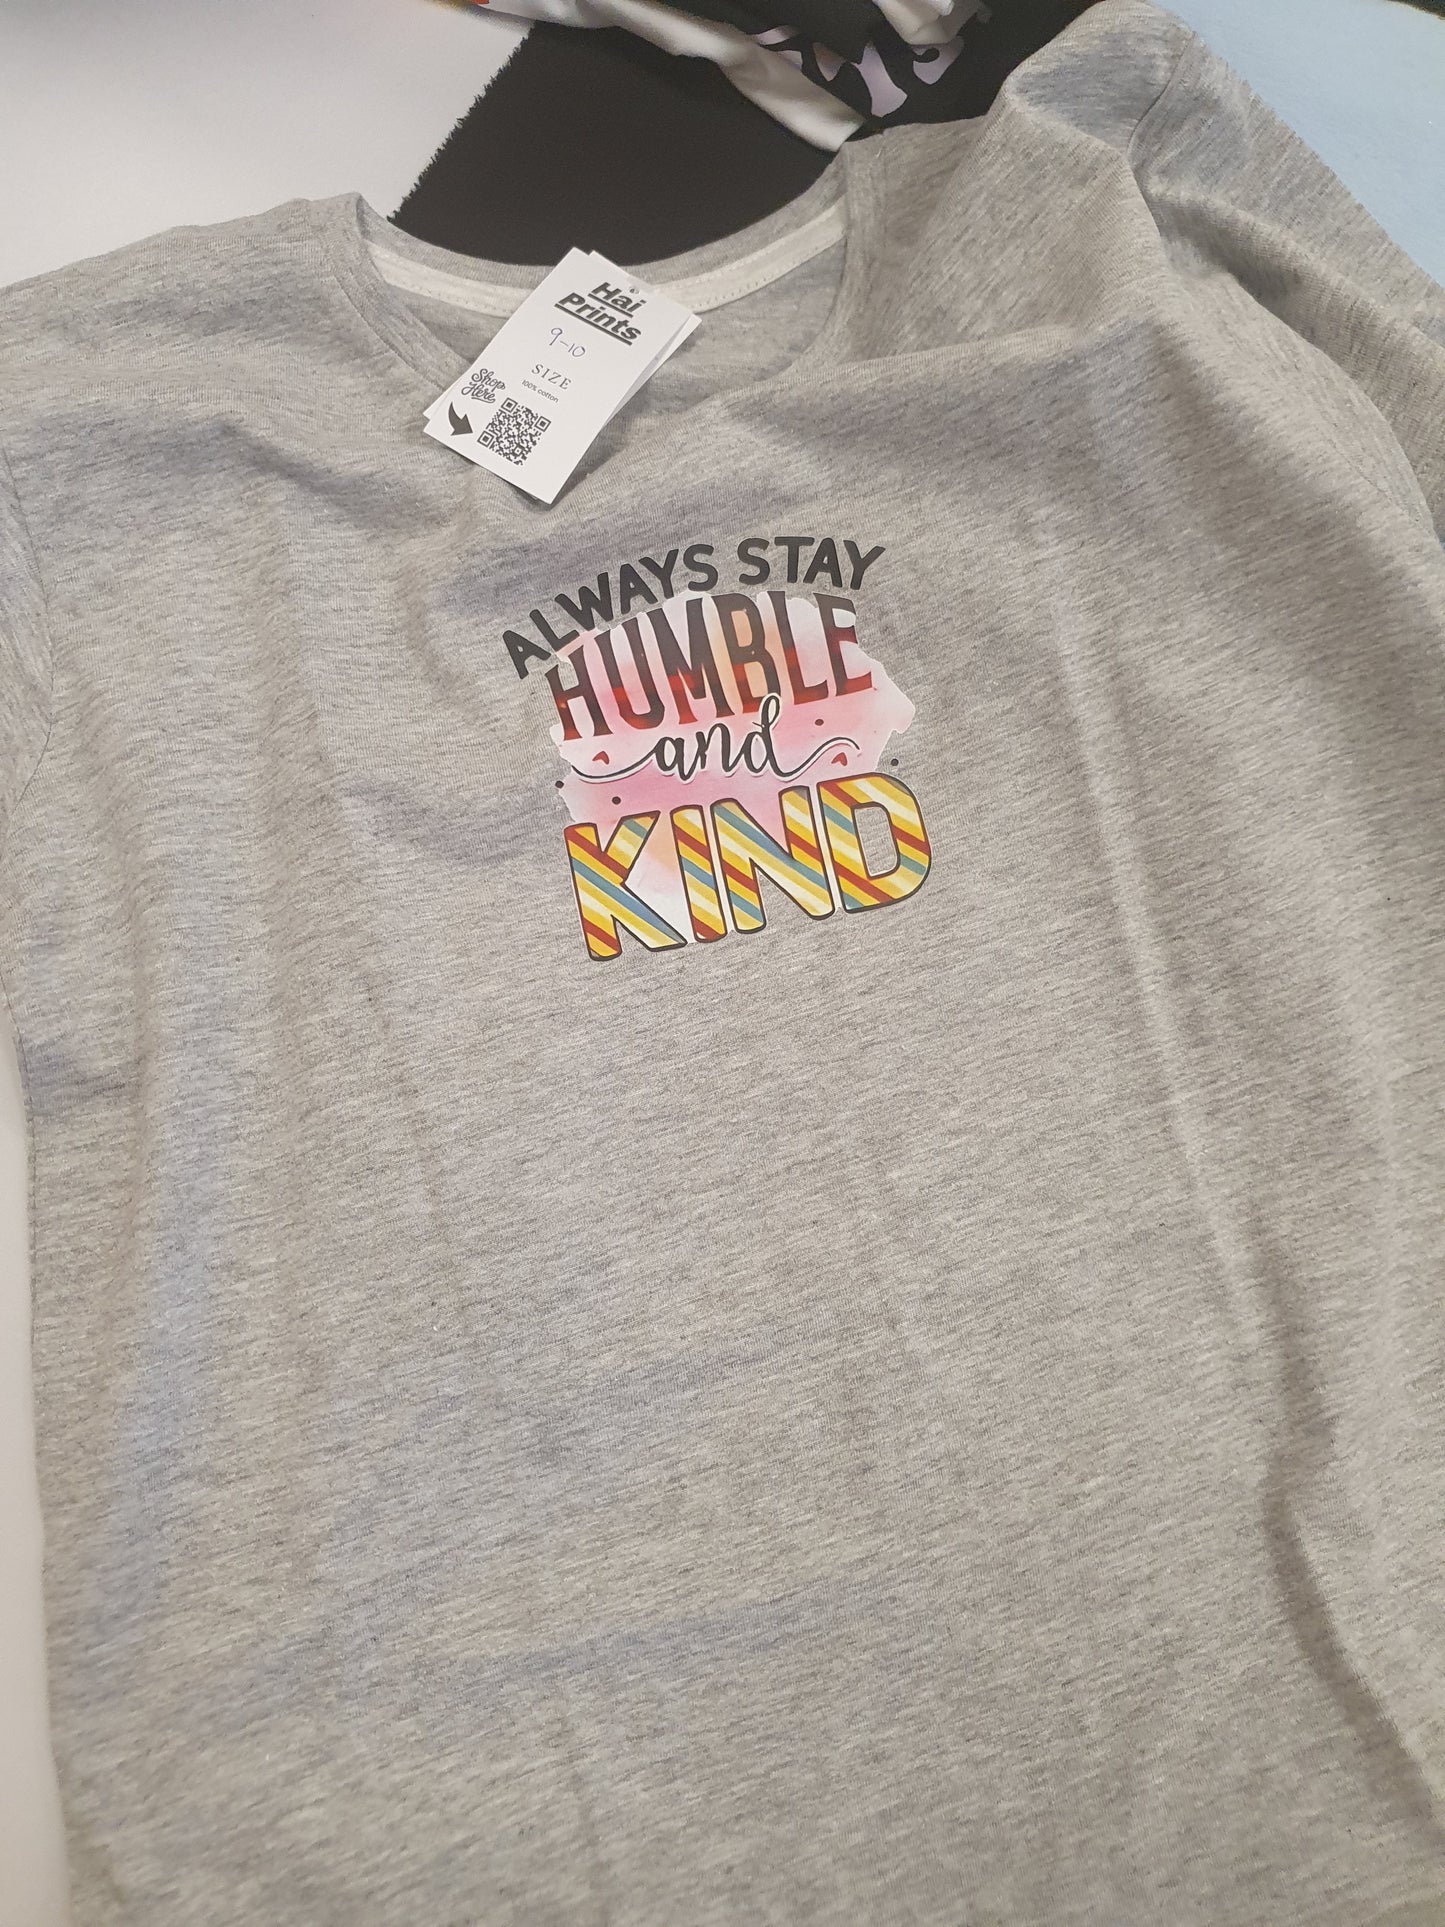 Hai
Prints
9-10
SIZE
100% cotton
Shop
Here
ALWAYS STAY
HUMBLE
and
KIND